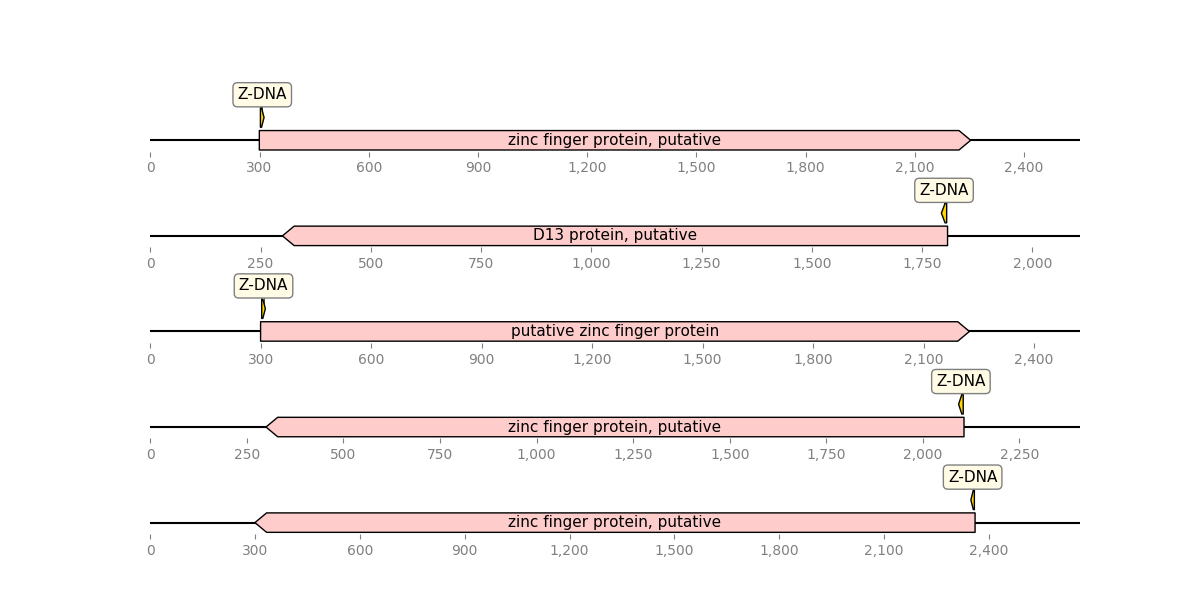 Z-DNA
zinc finger protein, putative
0 300 600 900 1,200 1,500 1,800 2,100 2,400
Z-DNA
D13 protein, putative
0 250 500 750 1,000 1,250 1,500 1,750 2,000
Z-DNA
putative zinc finger protein
0 300 600 900 1,200 1,500 1,800 2,100 2,400
Z-DNA
zinc finger protein, putative
0 250 500 750 1,000 1,250 1,500 1,750 2,000 2,250
Z-DNA
zinc finger protein, putative
0 300 600 900 1,200 1,500 1,800 2,100 2,400